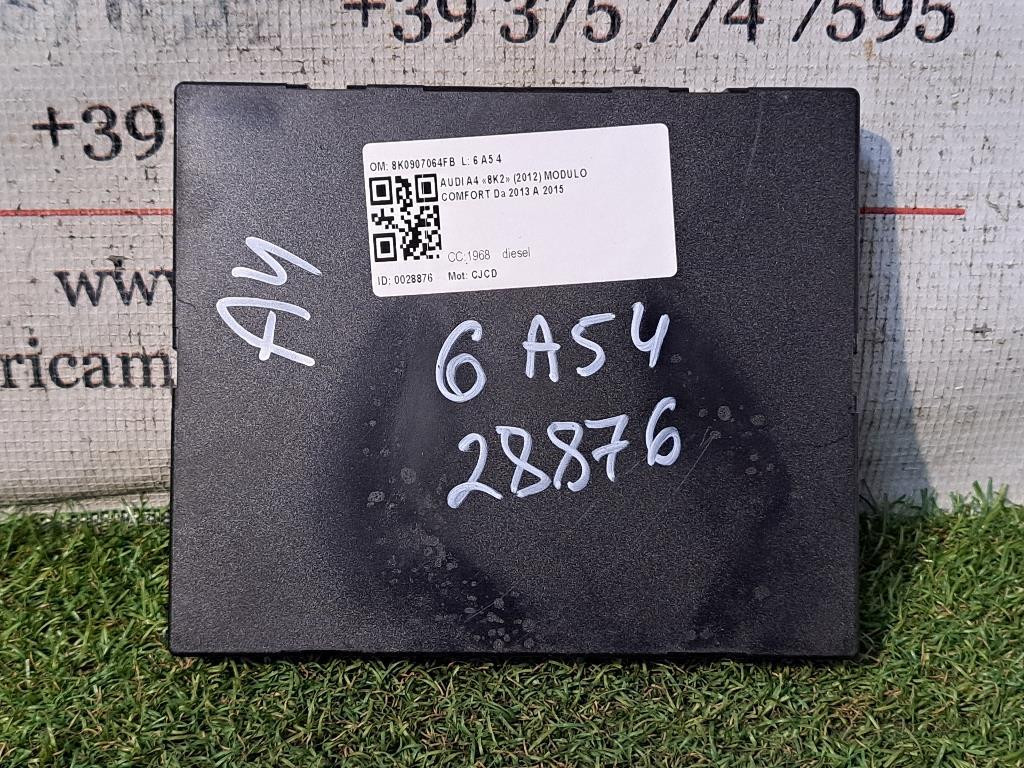 +39 375 774 7595
+39
OM: 8K0907064FB L: 6 A5 4
AUDI A4 «8K2» (2012) MODULO
COMFORT Da 2013 A 2015
CC:1968 diesel
ID: 0028876 Mot: CJCD
A4
www.
ricam
6 A54
28876